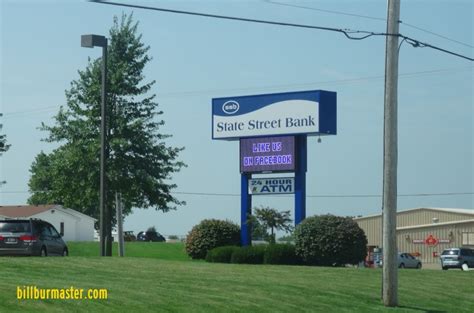 ssb
State Street Bank
LIKE US
ON FACEBOOK
24 HOUR
ATM
billburmaster.com